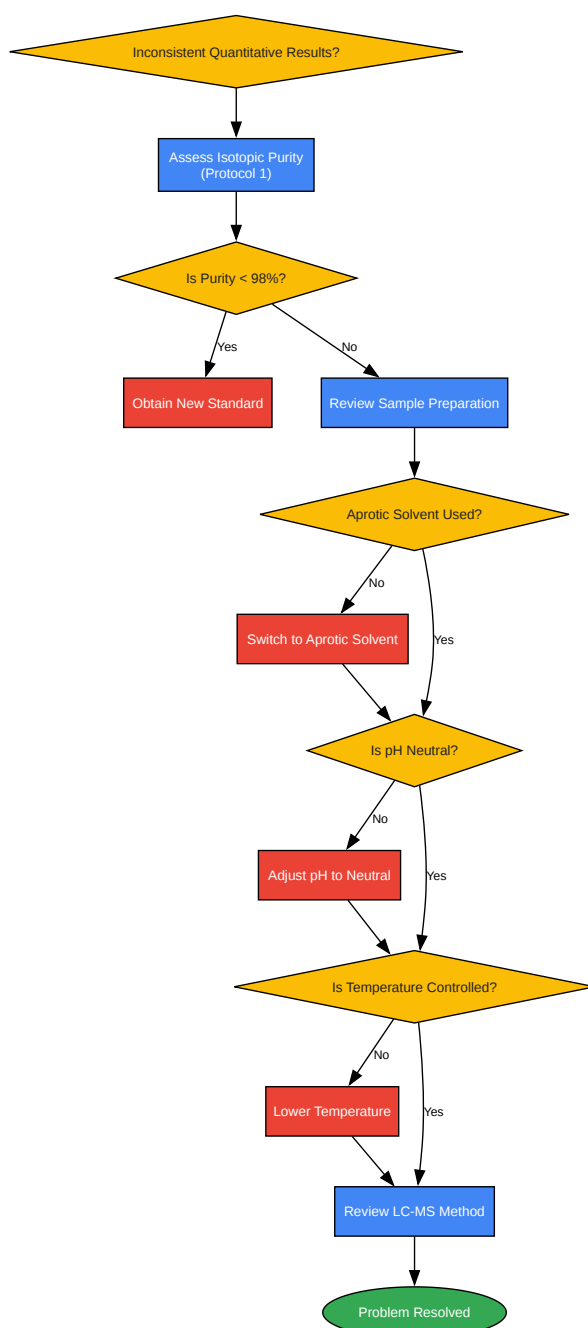 Inconsistent Quantitative Results?
Assess Isotopic Purity
(Protocol 1)
Is Purity < 98%?
Yes
No
Obtain New Standard
Review Sample Preparation
Aprotic Solvent Used?
No
Switch to Aprotic Solvent
Yes
Is pH Neutral?
No
Adjust pH to Neutral
Yes
Is Temperature Controlled?
No
Lower Temperature
Yes
Review LC-MS Method
Problem Resolved